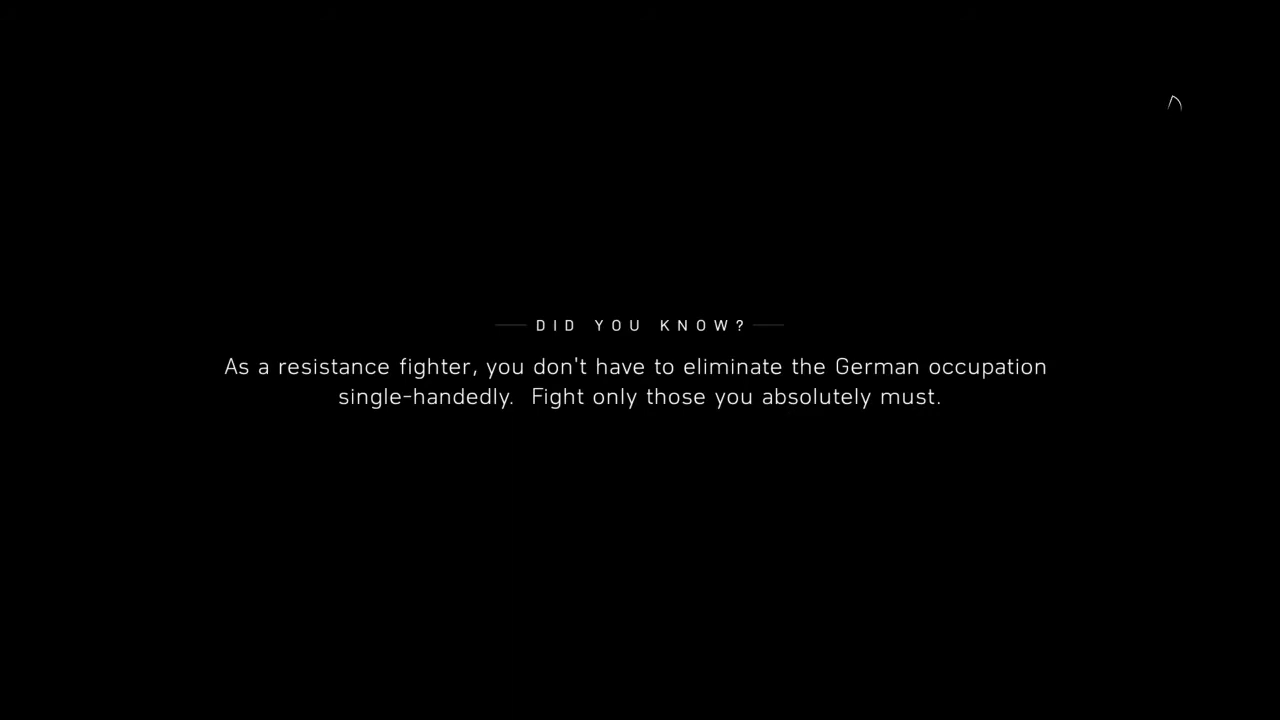 DID YOU KNOW?
As a resistance fighter, you don't have to eliminate the German occupation
single-handedly.  Fight only those you absolutely must.